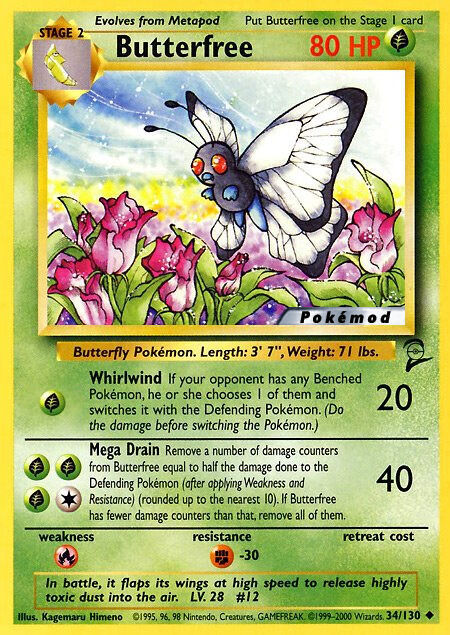 Evolves from Metapod Put Butterfree on the Stage 1 card
STAGE 2
Butterfree 80 HP
Pokémod
Butterfly Pokémon. Length: 3' 7", Weight: 71 lbs.
Whirlwind If your opponent has any Benched
Pokémon, he or she chooses 1 of them and
switches it with the Defending Pokémon. (Do
the damage before switching the Pokémon.)
20
Mega Drain Remove a number of damage counters
from Butterfree equal to half the damage done to the
Defending Pokémon (after applying Weakness and
Resistance) (rounded up to the nearest 10). If Butterfree
has fewer damage counters than that, remove all of them.
40
weakness resistance retreat cost
-30
In battle, it flaps its wings at high speed to release highly
toxic dust into the air. LV. 28 #12
Illus. Kagemaru Himeno ©1995, 96, 98 Nintendo, Creatures, GAMEFREAK. ©1999-2000 Wizards. 34/130